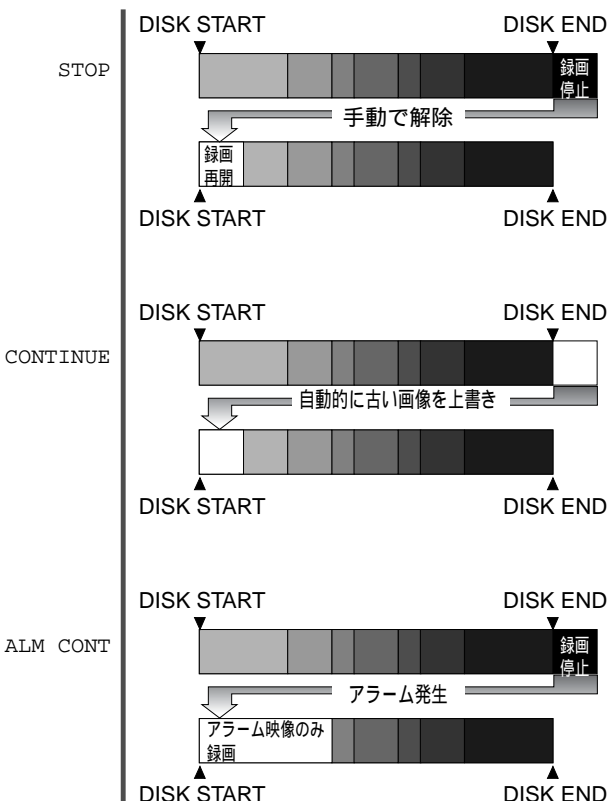 DISK START DISK END
STOP
録画
停止
手動で解除
録画
再開
DISK START DISK END
DISK START DISK END
CONTINUE
自動的に古い画像を上書き
DISK START DISK END
DISK START DISK END
ALM CONT
録画
停止
アラーム発生
アラーム映像のみ
録画
DISK START DISK END